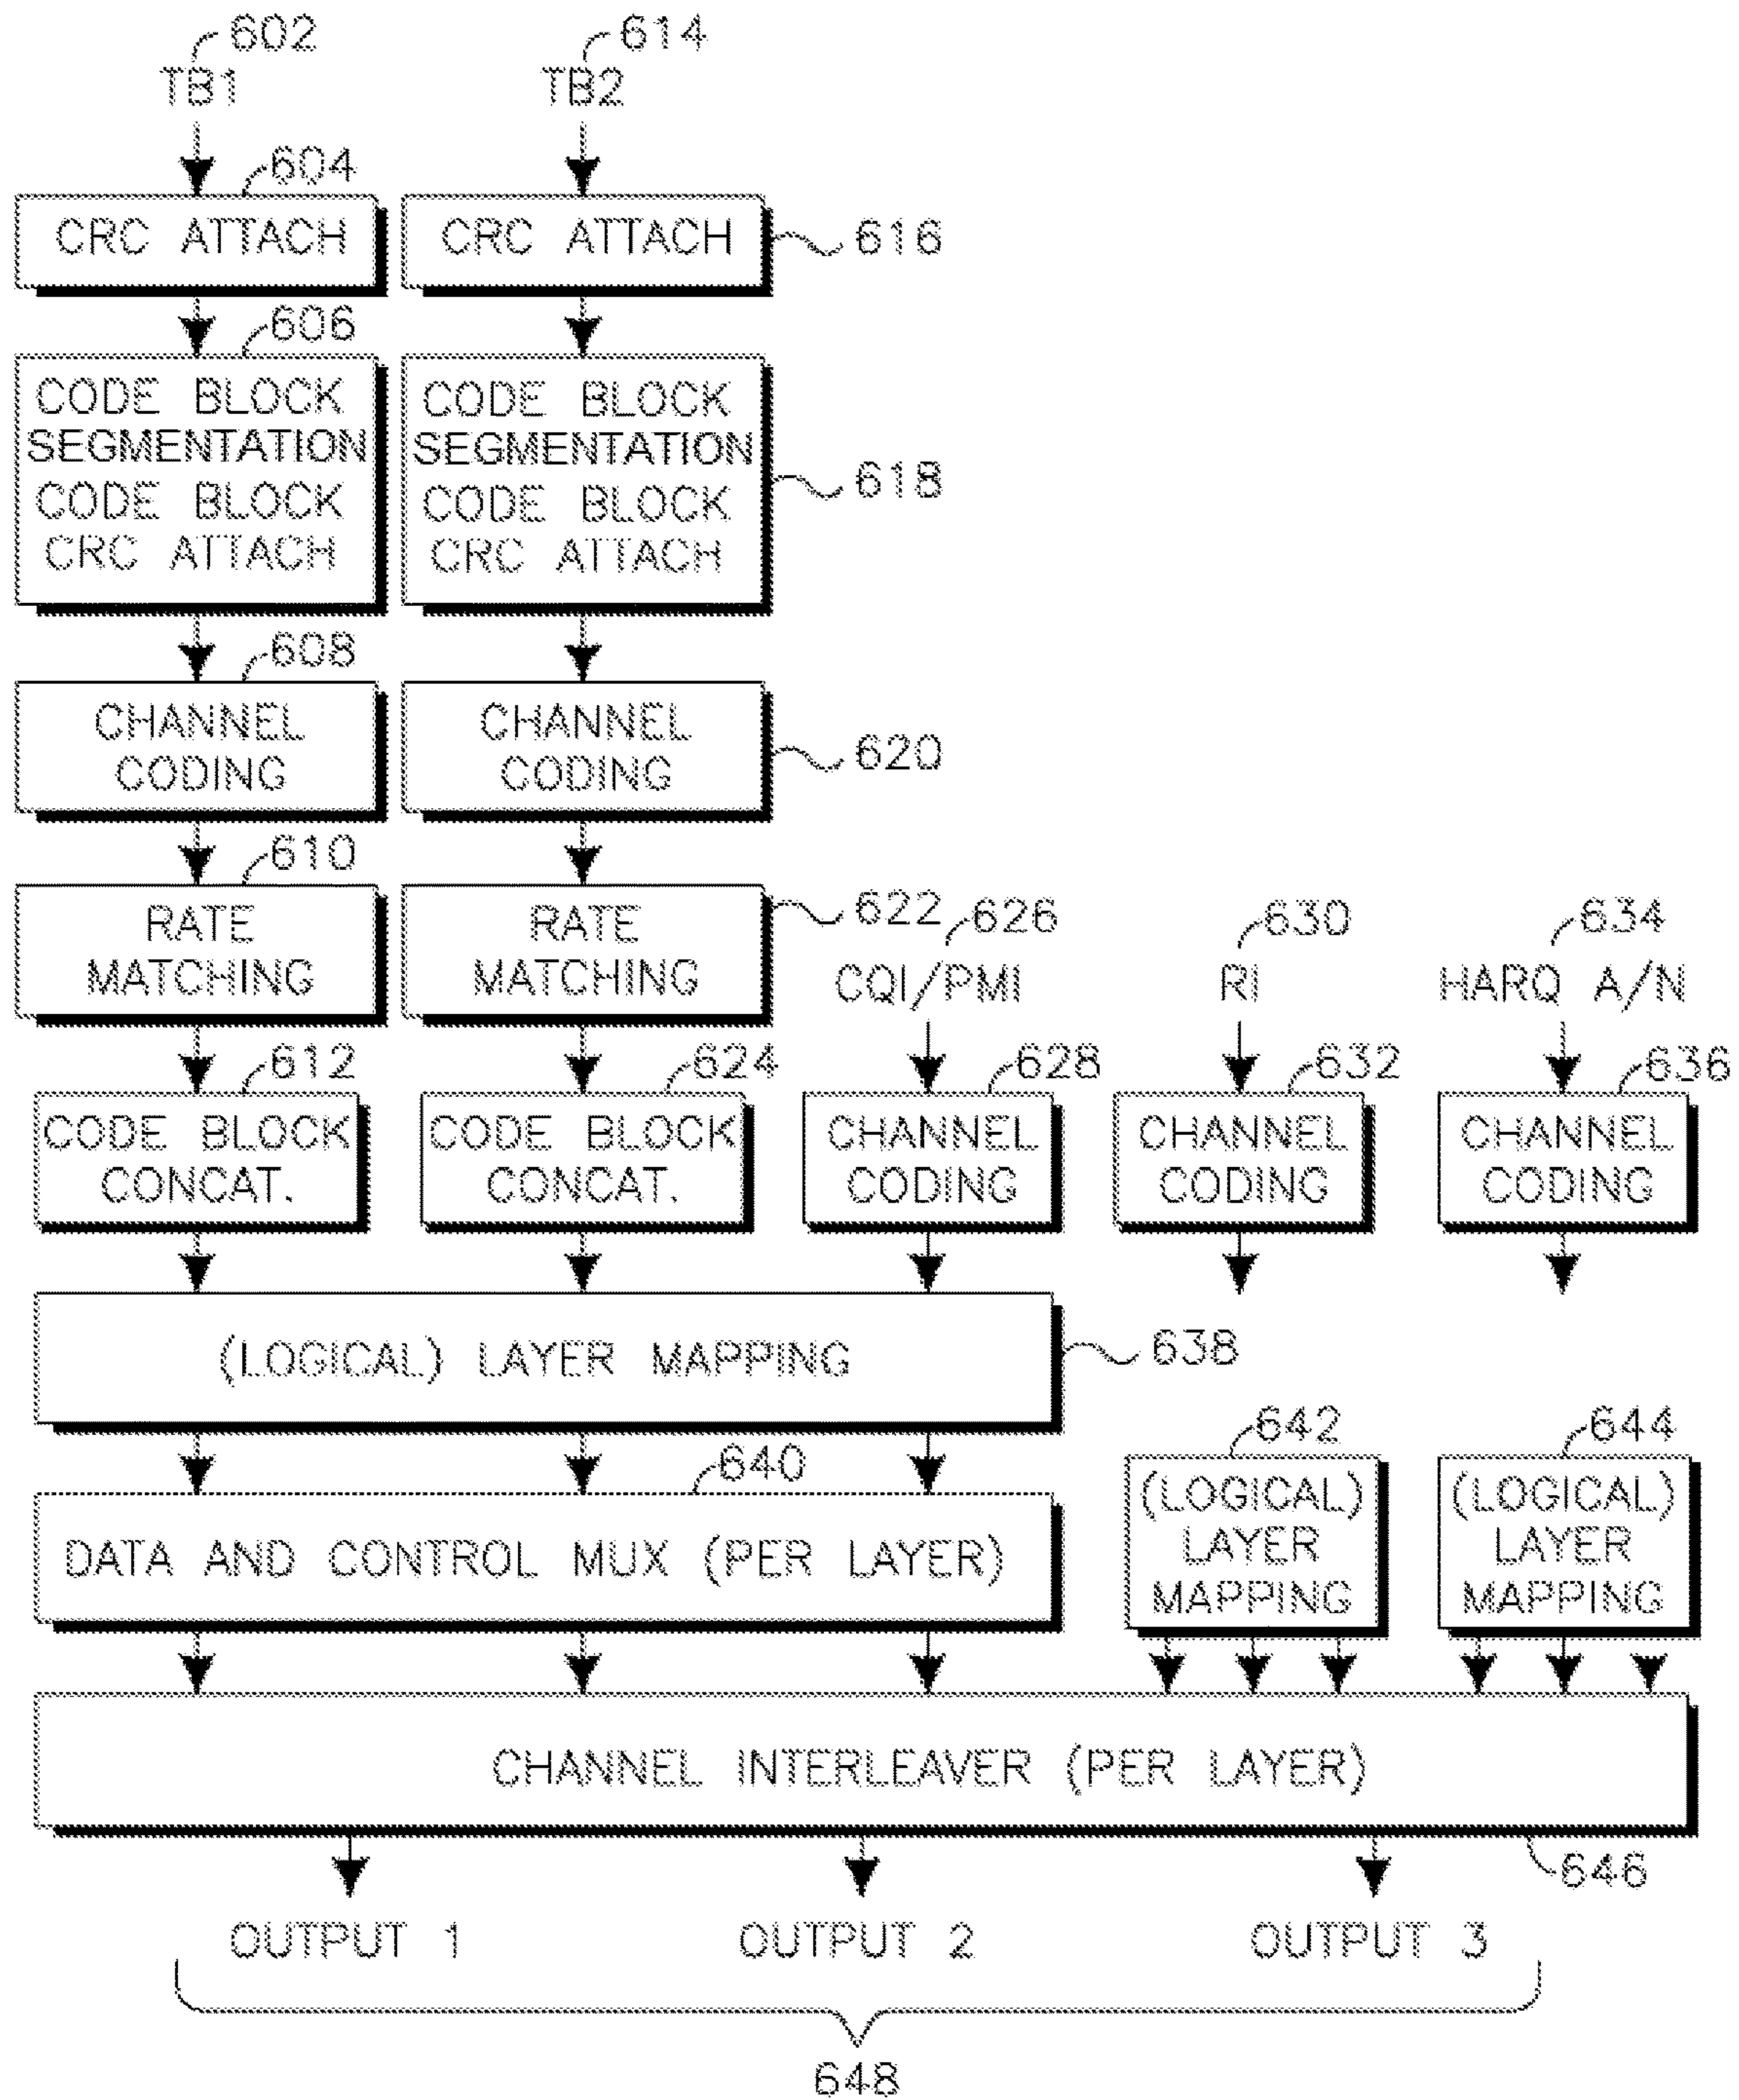 602
614
TB1
TB2
604
CRC ATTACH
CRC ATTACH
616
606
CODE BLOCK
SEGMENTATION
CODE BLOCK
CRC ATTACH
CODE BLOCK
SEGMENTATION
CODE BLOCK
CRC ATTACH
618
608
CHANNEL
CODING
CHANNEL
CODING
620
610
RATE
MATCHING
RATE
MATCHING
622
626
CQI/PMI
630
RI
634
HARQ A/N
612
CODE BLOCK
CONCAT.
624
CODE BLOCK
CONCAT.
628
CHANNEL
CODING
632
CHANNEL
CODING
636
CHANNEL
CODING
(LOGICAL) LAYER MAPPING
638
640
DATA AND CONTROL MUX (PER LAYER)
642
(LOGICAL)
LAYER
MAPPING
644
(LOGICAL)
LAYER
MAPPING
CHANNEL INTERLEAVER (PER LAYER)
646
OUTPUT 1
OUTPUT 2
OUTPUT 3
648